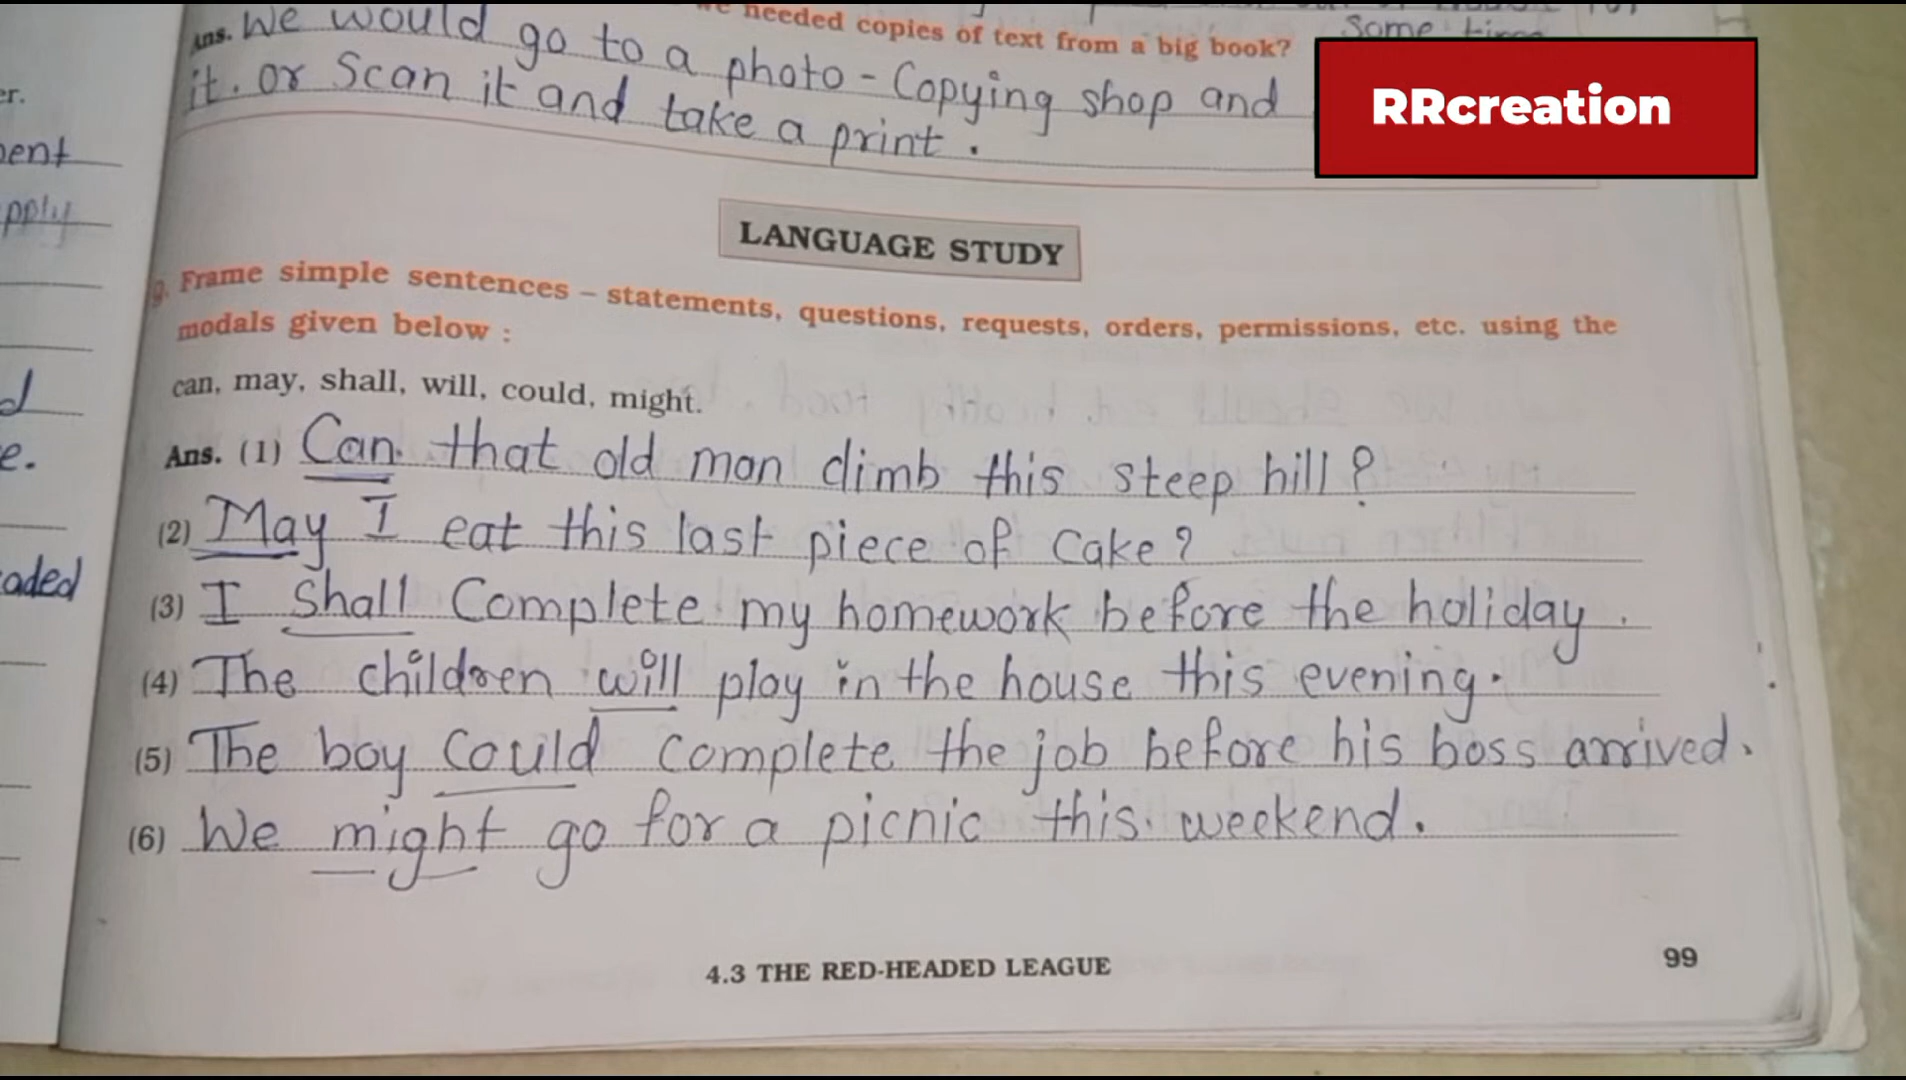 needed copies of text from a big book?
Some time
Ans. We would go to a photo - Copying shop and
RRcreation
it. or Scan it and take a print.
er.
pply
LANGUAGE STUDY
9. Frame simple sentences – statements, questions, requests, orders, permissions, etc. using the
modals given below :
can, may, shall, will, could, might.
Ans. (1) Can that old man climb this steep hill?
(2) May I eat this last piece of Cake?
(3) I Shall Complete my homework before the holiday.
(4) The children will play in the house this evening.
(5) The boy Could Complete the job before his boss arrived.
(6) We might go for a picnic this weekend.
4.3 THE RED-HEADED LEAGUE
99